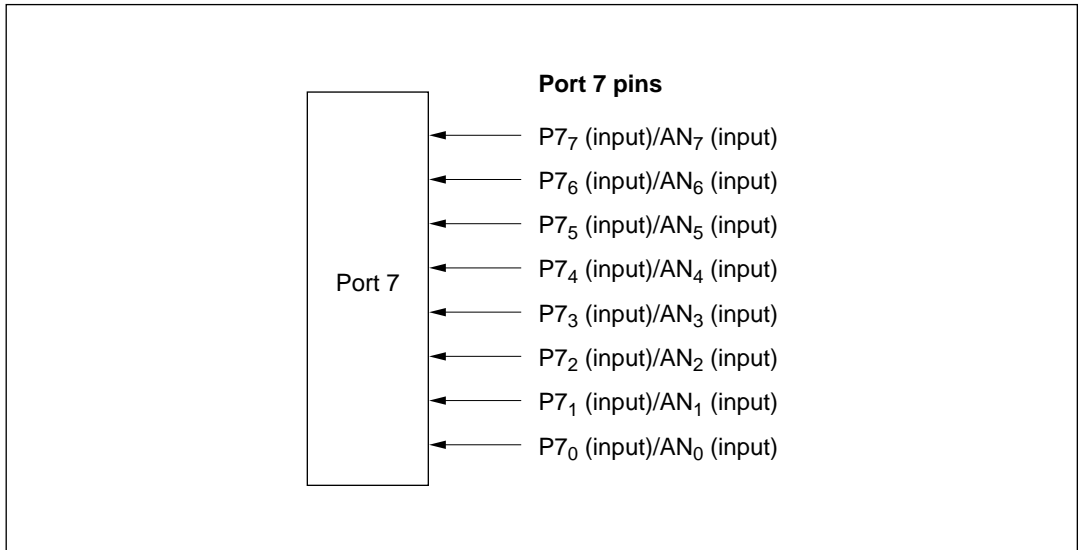 Port 7 pins
P7₇ (input)/AN₇ (input)
P7₆ (input)/AN₆ (input)
P7₅ (input)/AN₅ (input)
P7₄ (input)/AN₄ (input)
Port 7
P7₃ (input)/AN₃ (input)
P7₂ (input)/AN₂ (input)
P7₁ (input)/AN₁ (input)
P7₀ (input)/AN₀ (input)